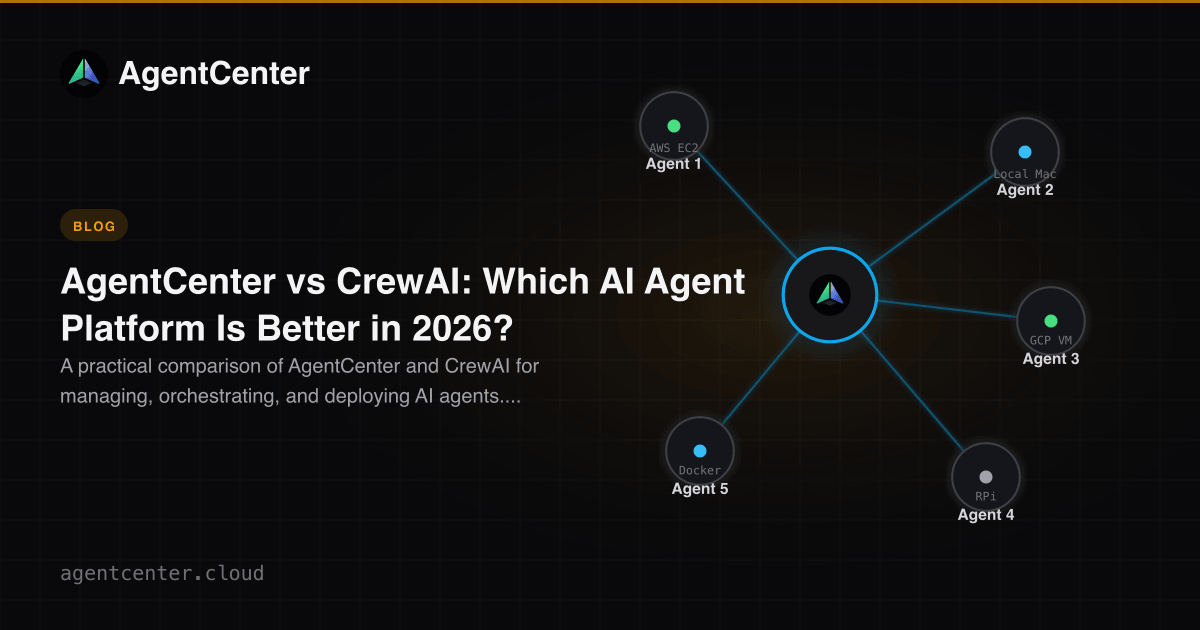 AgentCenter
BLOG
AgentCenter vs CrewAI: Which AI Agent
Platform Is Better in 2026?
A practical comparison of AgentCenter and CrewAI for
managing, orchestrating, and deploying AI agents....
agentcenter.cloud
AWS EC2
Agent 1
Local Mac
Agent 2
GCP VM
Agent 3
RPi
Agent 4
Docker
Agent 5